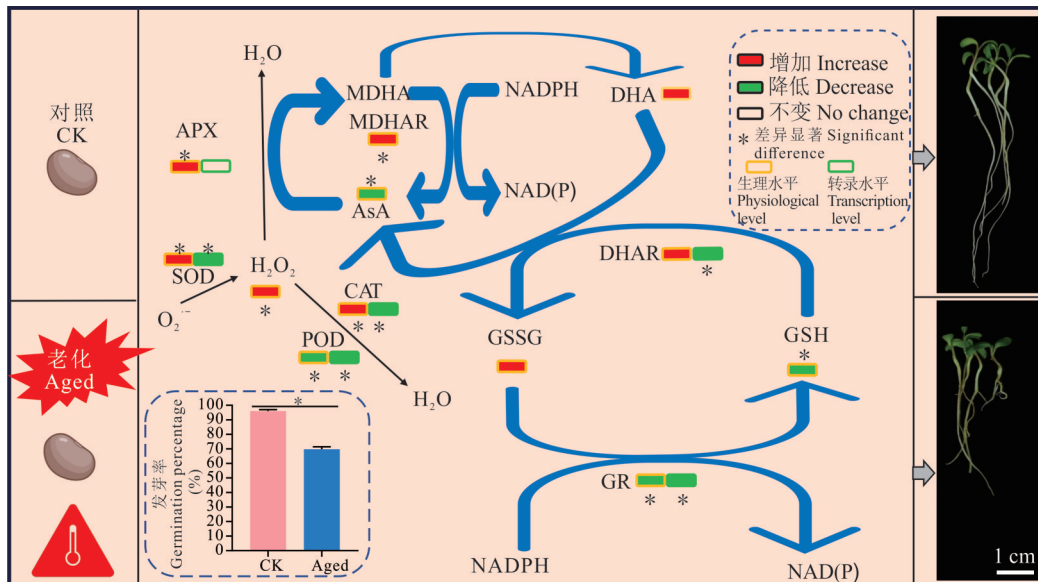 对照
CK
老化
Aged
H₂O
APX
*
MDHA
MDHAR
*
*
AsA
NADPH
NAD(P)
DHA
增加 Increase
降低 Decrease
不变 No change
* 差异显著 Significant
difference
生理水平
Physiological
level
转录水平
Transcription
level
* *
SOD
O₂·⁻
H₂O₂
*
CAT
* *
POD
* *
H₂O
DHAR
*
GSSG
GSH
*
GR
* *
NADPH
NAD(P)
发芽率
Germination percentage
(%)
100
90
80
70
60
50
40
30
20
10
0
*
CK
Aged
1 cm